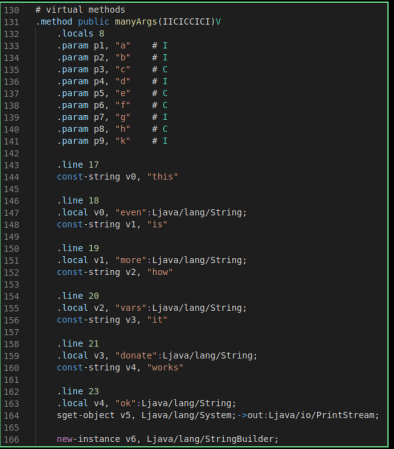 130 # virtual methods
131 .method public manyArgs(IICICCICI)V
132 .locals 8
133 .param p1, "a" # I
134 .param p2, "b" # I
135 .param p3, "c" # C
136 .param p4, "d" # I
137 .param p5, "e" # C
138 .param p6, "f" # C
139 .param p7, "g" # I
140 .param p8, "h" # C
141 .param p9, "k" # I
142
143 .line 17
144 const-string v0, "this"
145
146 .line 18
147 .local v0, "even":Ljava/lang/String;
148 const-string v1, "is"
149
150 .line 19
151 .local v1, "more":Ljava/lang/String;
152 const-string v2, "how"
153
154 .line 20
155 .local v2, "vars":Ljava/lang/String;
156 const-string v3, "it"
157
158 .line 21
159 .local v3, "donate":Ljava/lang/String;
160 const-string v4, "works"
161
162 .line 23
163 .local v4, "ok":Ljava/lang/String;
164 sget-object v5, Ljava/lang/System;->out:Ljava/io/PrintStream;
165
166 new-instance v6, Ljava/lang/StringBuilder;